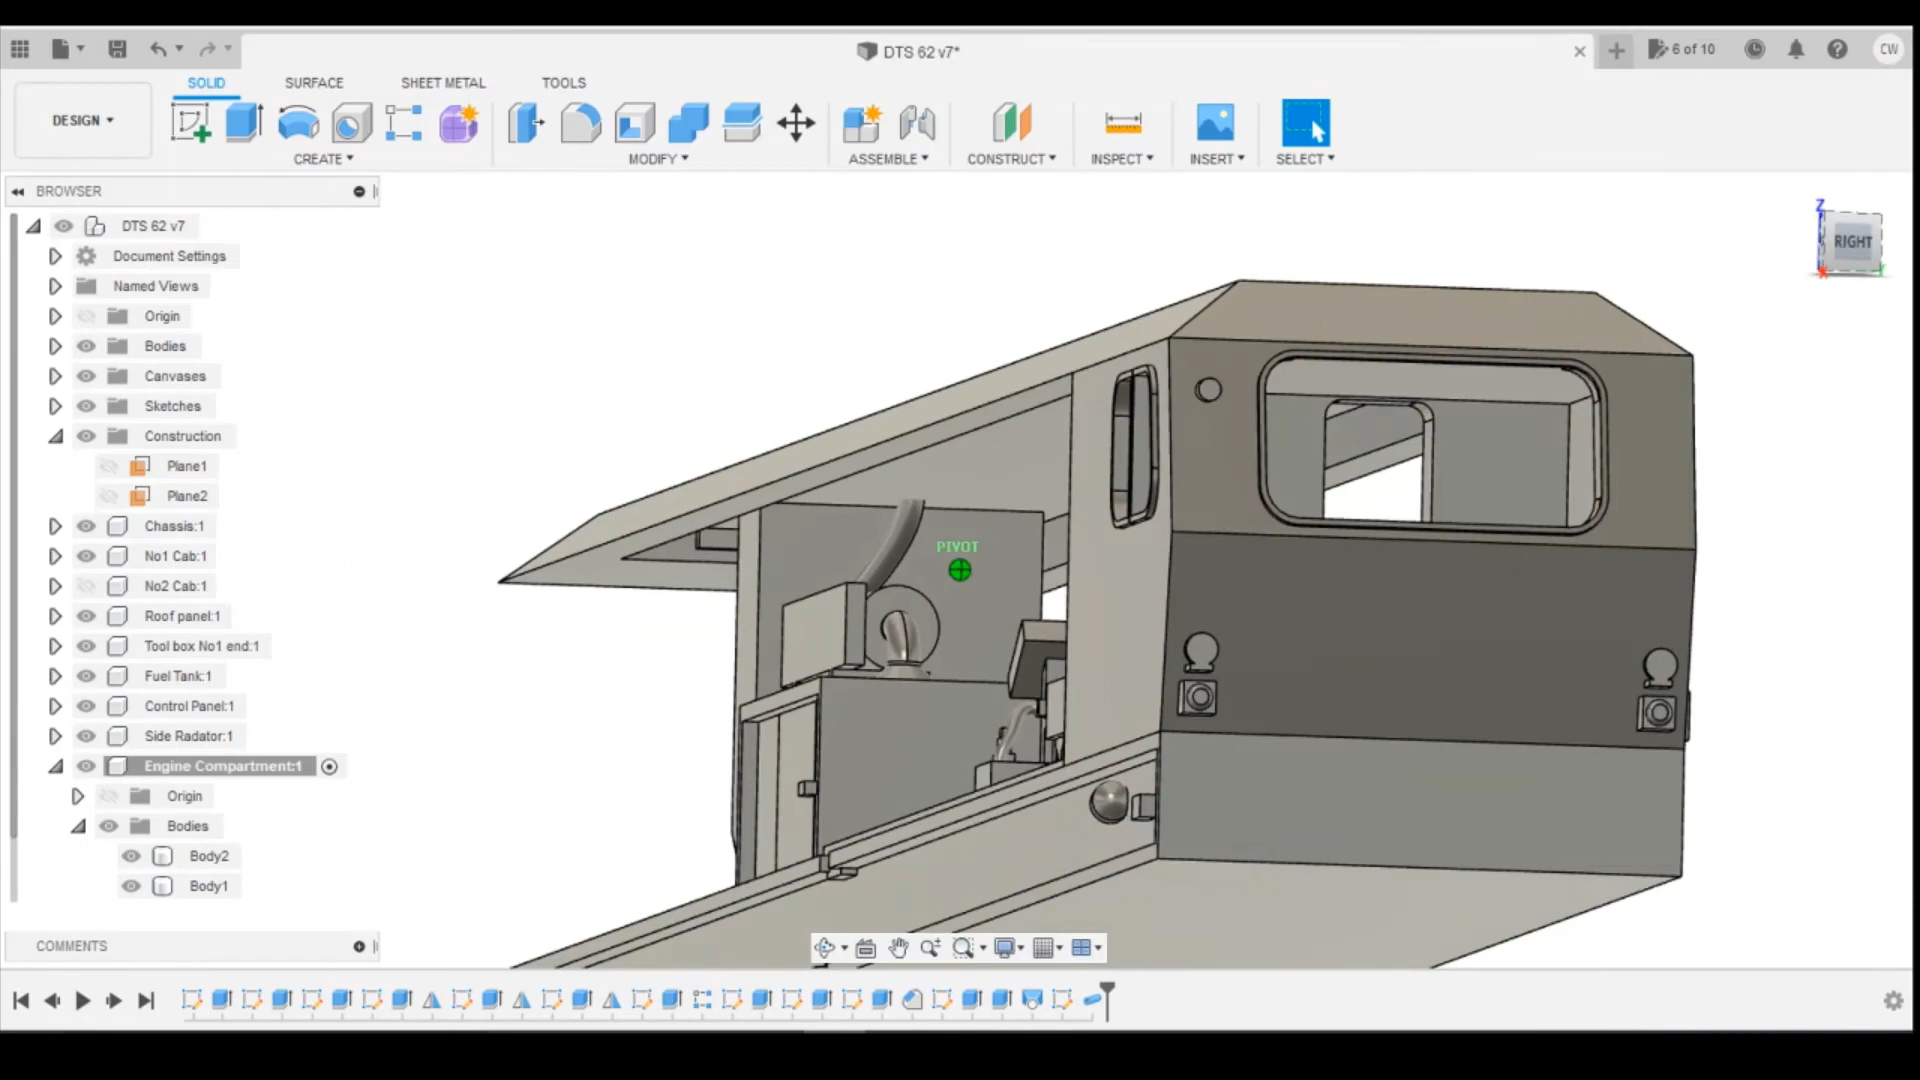 DTS 62 v7*
6 of 10
CW
DESIGN
SOLID
SURFACE
SHEET METAL
TOOLS
CREATE
MODIFY
ASSEMBLE
CONSTRUCT
INSPECT
INSERT
SELECT
BROWSER
DTS 62 v7
Document Settings
Named Views
Origin
Bodies
Canvases
Sketches
Construction
Plane1
Plane2
Chassis:1
No1 Cab:1
No2 Cab:1
Roof panel:1
Tool box No1 end:1
Fuel Tank:1
Control Panel:1
Side Radator:1
Engine Compartment:1
Origin
Bodies
Body2
Body1
COMMENTS
PIVOT
Z
RIGHT
X